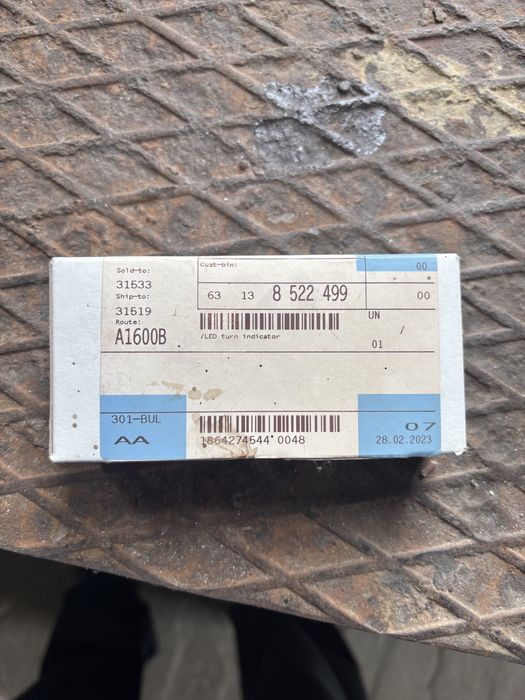 Sold-to:
31533
Ship-to:
31519
Route:
A1600B
Cust-bin:
00
63 13 8 522 499
00
/LED turn indicator
UN
/
01
301-BUL
AA
1864274544 0048
07
28.02.2023